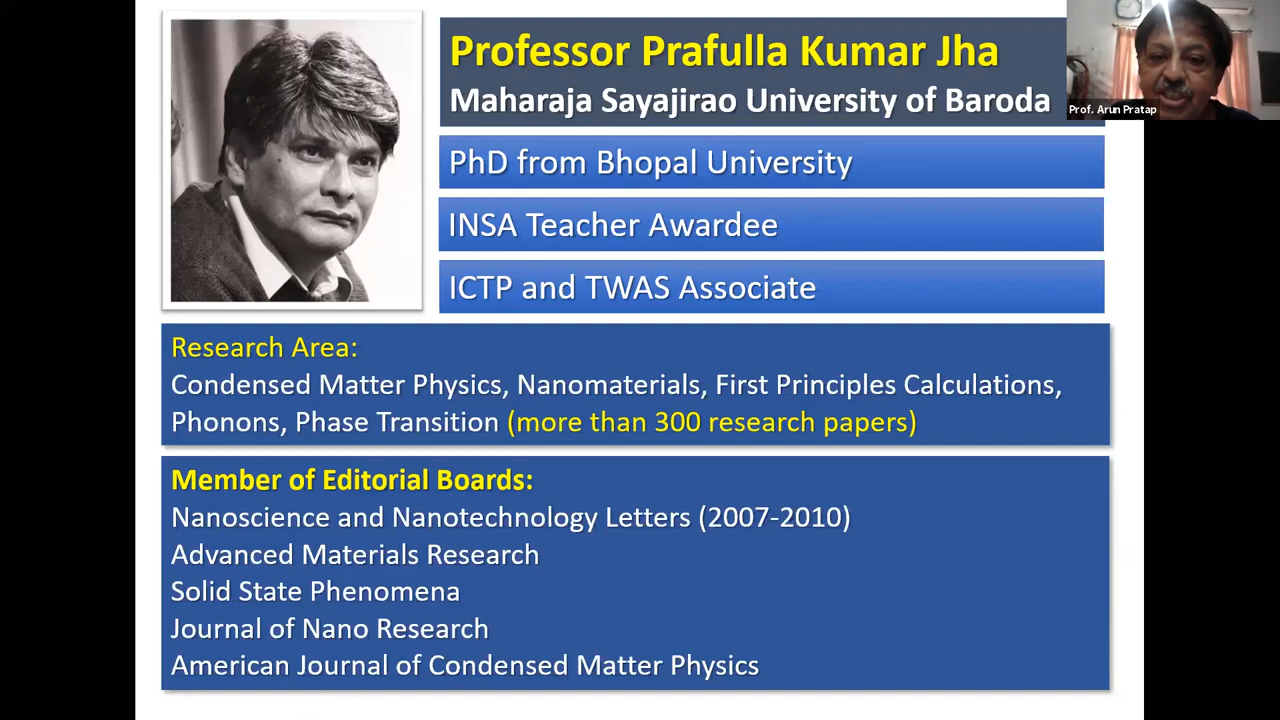 Professor Prafulla Kumar Jha
Maharaja Sayajirao University of Baroda
Prof. Arun Pratap
PhD from Bhopal University
INSA Teacher Awardee
ICTP and TWAS Associate
Research Area:
Condensed Matter Physics, Nanomaterials, First Principles Calculations,
Phonons, Phase Transition (more than 300 research papers)
Member of Editorial Boards:
Nanoscience and Nanotechnology Letters (2007-2010)
Advanced Materials Research
Solid State Phenomena
Journal of Nano Research
American Journal of Condensed Matter Physics